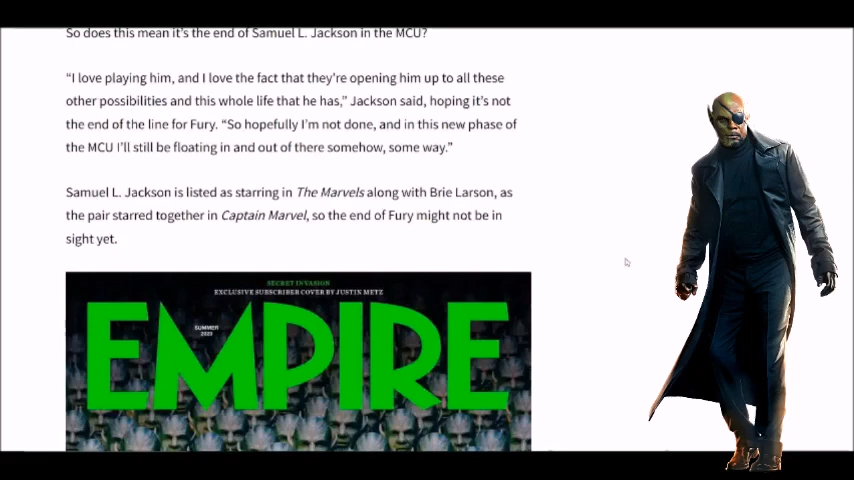 So does this mean it's the end of Samuel L. Jackson in the MCU?
“I love playing him, and I love the fact that they're opening him up to all these
other possibilities and this whole life that he has,” Jackson said, hoping it's not
the end of the line for Fury. “So hopefully I'm not done, and in this new phase of
the MCU I'll still be floating in and out of there somehow, some way.”
Samuel L. Jackson is listed as starring in The Marvels along with Brie Larson, as
the pair starred together in Captain Marvel, so the end of Fury might not be in
sight yet.
SECRET INVASION
EXCLUSIVE SUBSCRIBER COVER BY JUSTIN METZ
EMPIRE
SUMMER
2023